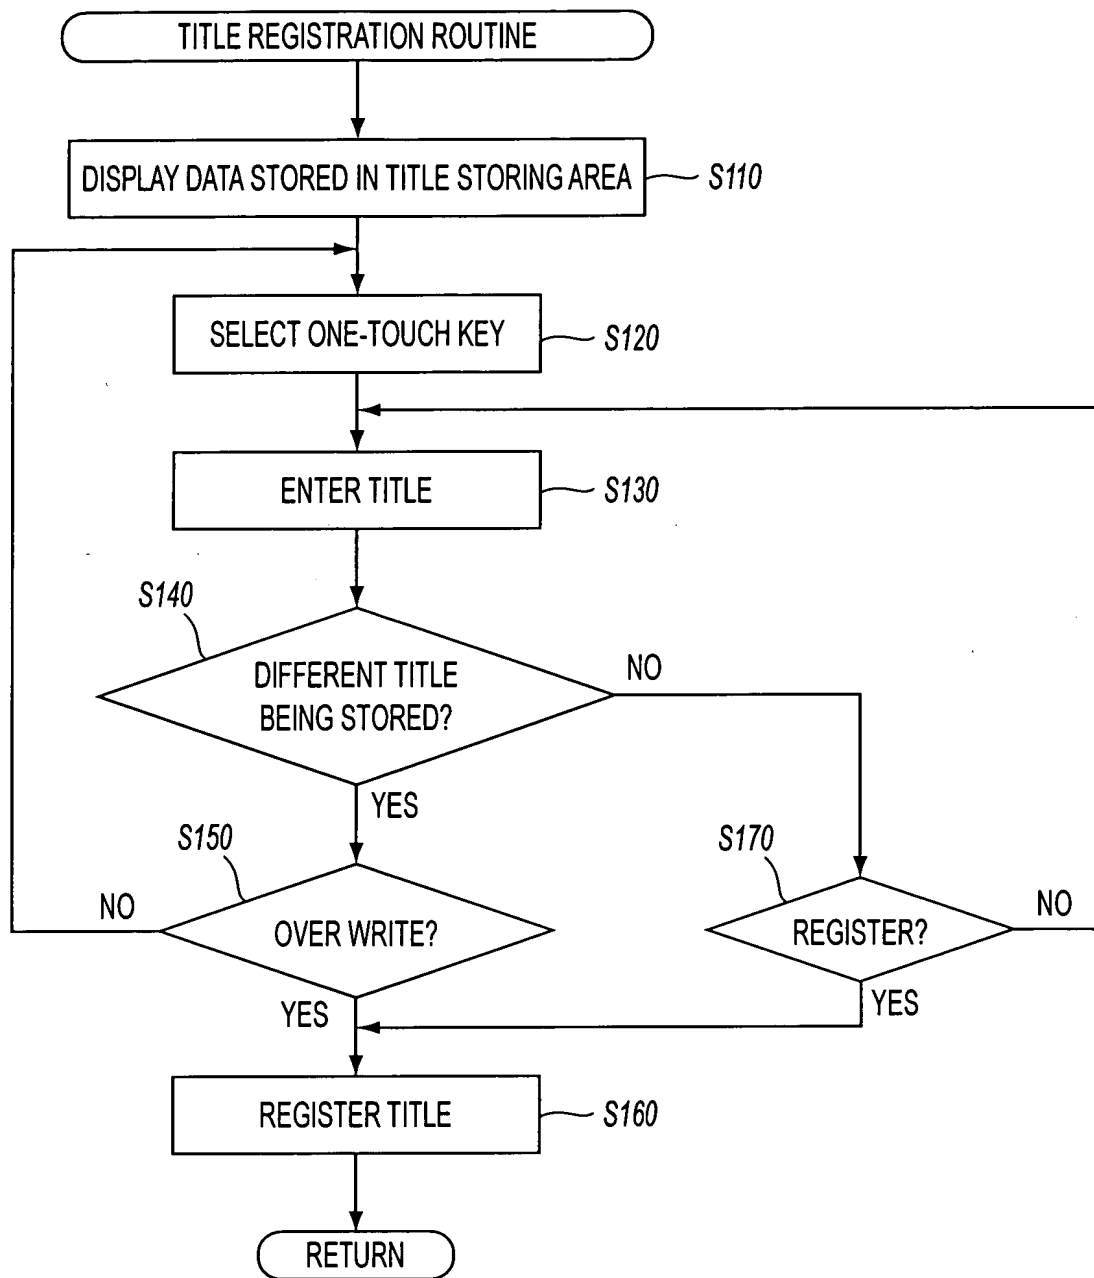 TITLE REGISTRATION ROUTINE
DISPLAY DATA STORED IN TITLE STORING AREA
S110
SELECT ONE-TOUCH KEY
S120
ENTER TITLE
S130
S140
DIFFERENT TITLE
BEING STORED?
NO
YES
S150
S170
NO
OVER WRITE?
REGISTER?
NO
YES
YES
REGISTER TITLE
S160
RETURN